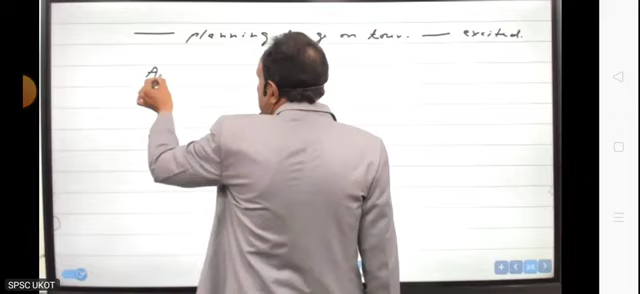 — planning g on tour. — excited.
A
SPSC UKOT